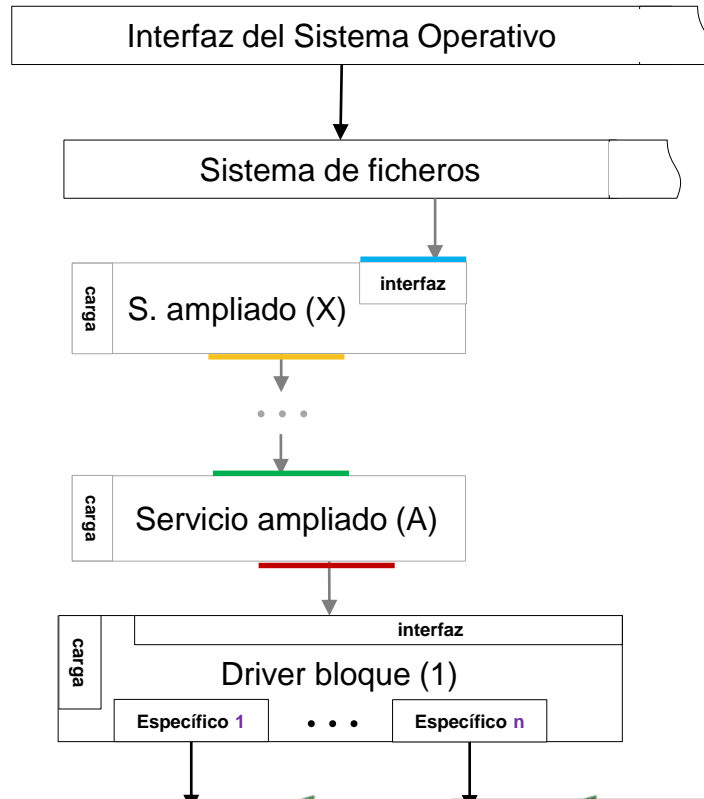 Interfaz del Sistema Operativo
Sistema de ficheros
interfaz
carga
S. ampliado (X)
• • •
carga
Servicio ampliado (A)
interfaz
carga
Driver bloque (1)
Específico 1
• • •
Específico n